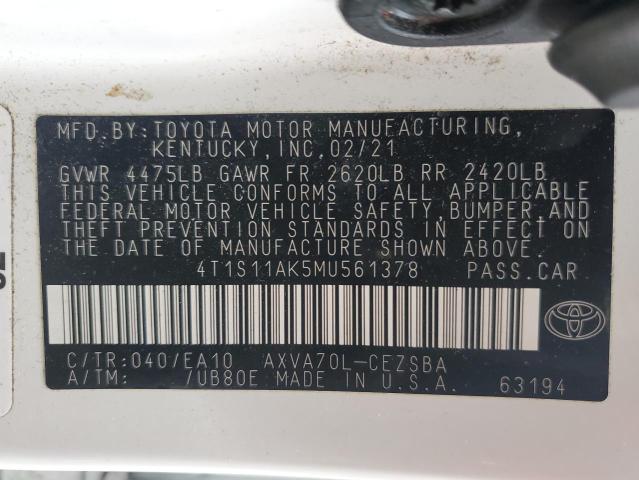 MFD.BY:TOYOTA MOTOR MANUFACTURING,
KENTUCKY,INC.02/21
GVWR 4475LB GAWR FR 2620LB RR 2420LB
THIS VEHICLE CONFORMS TO ALL APPLICABLE
FEDERAL MOTOR VEHICLE SAFETY,BUMPER,AND
THEFT PREVENTION STANDARDS IN EFFECT ON
THE DATE OF MANUFACTURE SHOWN ABOVE.
4T1S11AK5MU561378 PASS.CAR
C/TR:040/EA10 AXVA70L-CEZSBA
A/TM: /UB80E MADE IN U.S.A. 63194